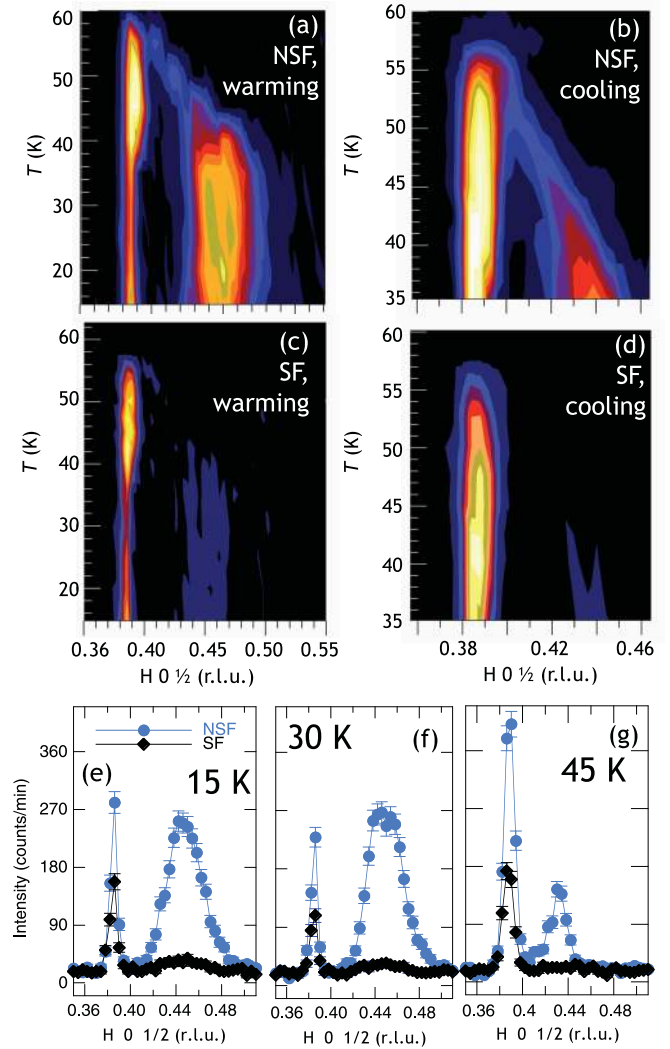 (a)
NSF,
warming
60
50
40
30
20
T (K)
(b)
NSF,
cooling
60
55
50
45
40
35
T (K)
(c)
SF,
warming
60
50
40
30
20
T (K)
0.36 0.40 0.45 0.50 0.55
H 0 ½ (r.l.u.)
(d)
SF,
cooling
60
55
50
45
40
35
T (K)
0.38 0.42 0.46
H 0 ½ (r.l.u.)
NSF
SF
(e)
15 K
360
270
180
90
0
Intensity (counts/min)
0.36 0.40 0.44 0.48
H 0 1/2 (r.l.u.)
30 K
(f)
0.36 0.40 0.44 0.48
H 0 1/2 (r.l.u.)
(g)
45 K
0.36 0.40 0.44 0.48
H 0 1/2 (r.l.u.)